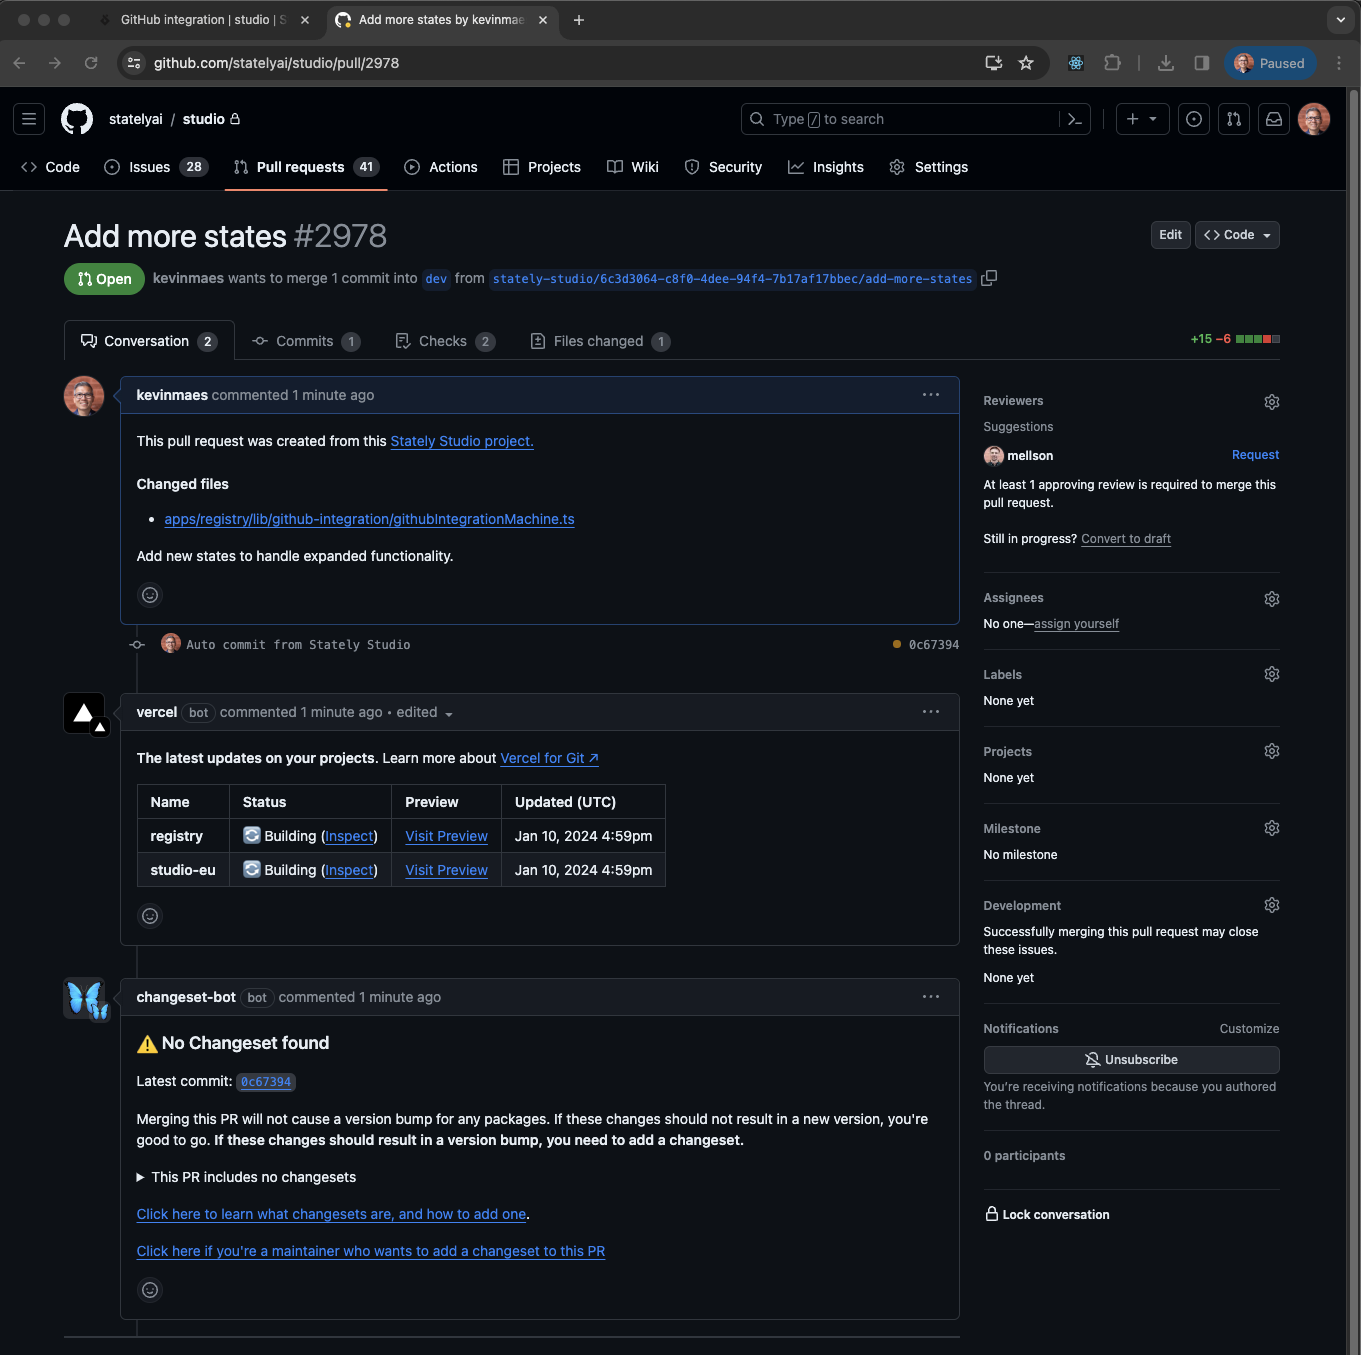 GitHub integration | studio | S
Add more states by kevinmae
github.com/statelyai/studio/pull/2978
Paused
statelyai / studio
Type / to search
Code
Issues 28
Pull requests 41
Actions
Projects
Wiki
Security
Insights
Settings
Add more states #2978
Edit
Code
Open
kevinmaes wants to merge 1 commit into dev from stately-studio/6c3d3064-c8f0-4dee-94f4-7b17af17bbec/add-more-states
Conversation 2
Commits 1
Checks 2
Files changed 1
+15 −6
kevinmaes commented 1 minute ago
This pull request was created from this Stately Studio project.
Changed files
• apps/registry/lib/github-integration/githubIntegrationMachine.ts
Add new states to handle expanded functionality.
Auto commit from Stately Studio
0c67394
vercel bot commented 1 minute ago • edited
The latest updates on your projects. Learn more about Vercel for Git ↗
Name Status Preview Updated (UTC)
registry Building (Inspect) Visit Preview Jan 10, 2024 4:59pm
studio-eu Building (Inspect) Visit Preview Jan 10, 2024 4:59pm
changeset-bot bot commented 1 minute ago
⚠️ No Changeset found
Latest commit: 0c67394
Merging this PR will not cause a version bump for any packages. If these changes should not result in a new version, you're
good to go. If these changes should result in a version bump, you need to add a changeset.
This PR includes no changesets
Click here to learn what changesets are, and how to add one.
Click here if you're a maintainer who wants to add a changeset to this PR
Reviewers
Suggestions
mellson Request
At least 1 approving review is required to merge this
pull request.
Still in progress? Convert to draft
Assignees
No one—assign yourself
Labels
None yet
Projects
None yet
Milestone
No milestone
Development
Successfully merging this pull request may close
these issues.
None yet
Notifications
Customize
Unsubscribe
You're receiving notifications because you authored
the thread.
0 participants
Lock conversation